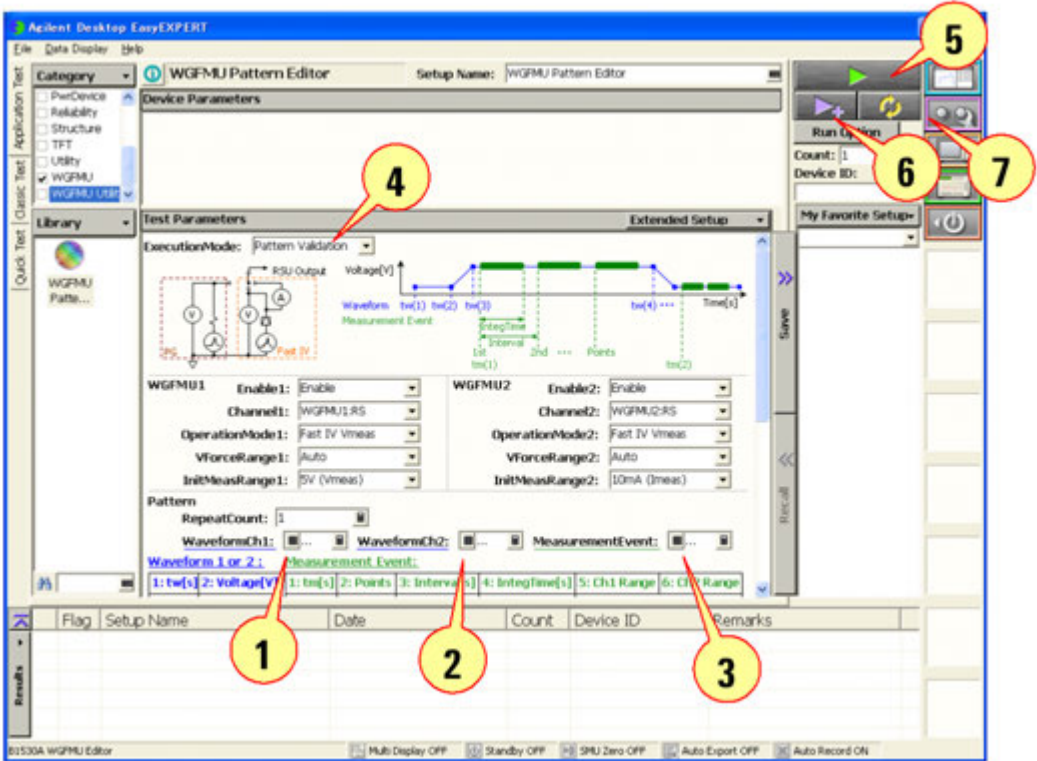 Agilent Desktop EasyEXPERT
File Data Display Help
5
Application Test
Classic Test
Quick Test
Category
PwrDevice
Reliability
Structure
TFT
Utility
WGFMU
WGFMU Utilit
Library
WGFMU
Patte...
WGFMU Pattern Editor
Setup Name: WGFMU Pattern Editor
Device Parameters
4
Test Parameters
Extended Setup
ExecutionMode: Pattern Validation
RSU Output
Voltage[V]
Waveform tw(1) tw(2) tw(3) tw(4) ... Time[s]
Measurement Event
IntegTime
Interval
1st 2nd ... Points
tm(1) tm(2)
V
A
V
PG
Fast IV
WGFMU1 Enable1: Enable
Channel1: WGFMU1:RS
OperationMode1: Fast IV Vmeas
VForceRange1: Auto
InitMeasRange1: 5V (Vmeas)
WGFMU2 Enable2: Enable
Channel2: WGFMU2:RS
OperationMode2: Fast IV Vmeas
VForceRange2: Auto
InitMeasRange2: 10mA (Imeas)
Pattern
RepeatCount: 1
WaveformCh1: ... WaveformCh2: ... MeasurementEvent: ...
Waveform 1 or 2 : Measurement Event:
1: tw[s] 2: Voltage[V] 1: tm[s] 2: Points 3: Interval[s] 4: IntegTime[s] 5: Ch1 Range 6: Ch2 Range
Save
Recall
Run Option
Count: 1
Device ID:
My Favorite Setup
6
7
Results
Flag Setup Name Date Count Device ID Remarks
1
2
3
B1530A WGFMU Editor
Multi Display OFF Standby OFF SMU Zero OFF Auto Export OFF Auto Record ON